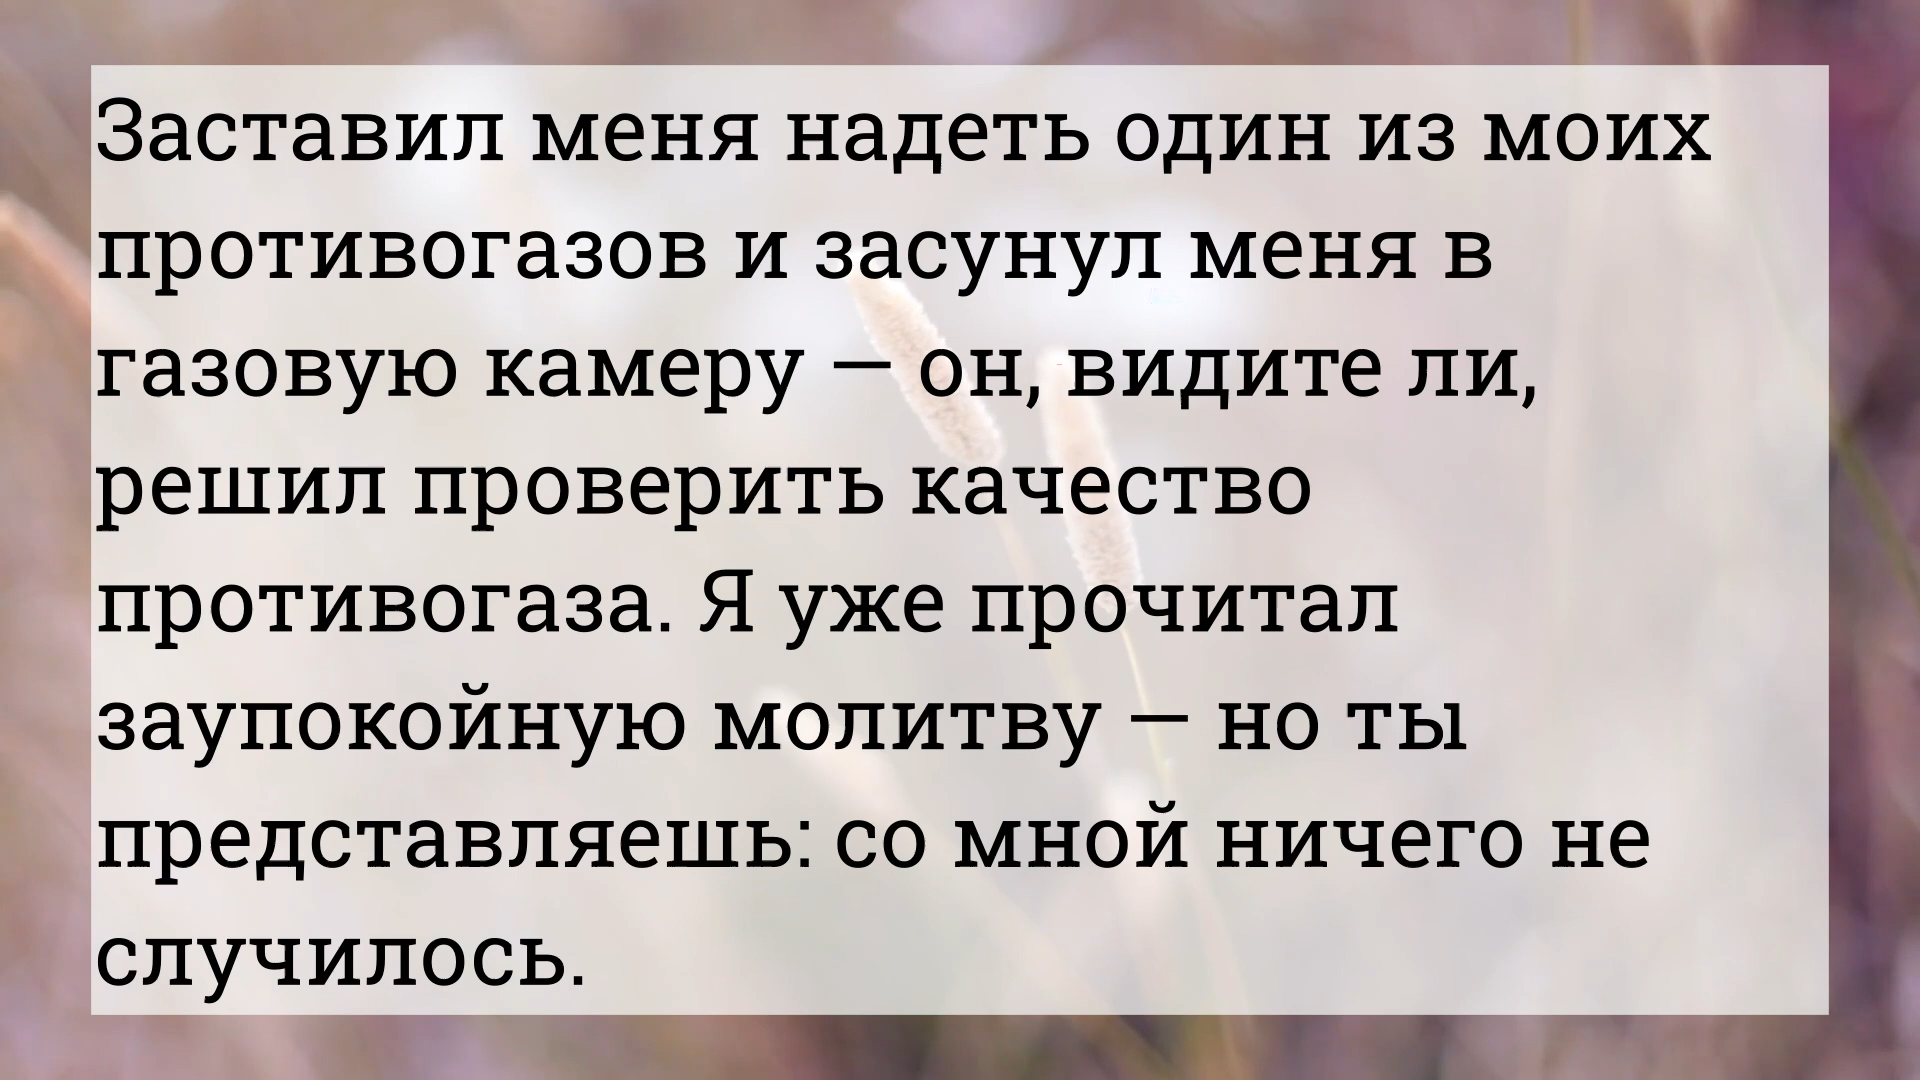 Заставил меня надеть один из моих
противогазов и засунул меня в
газовую камеру — он, видите ли,
решил проверить качество
противогаза. Я уже прочитал
заупокойную молитву — но ты
представляешь: со мной ничего не
случилось.